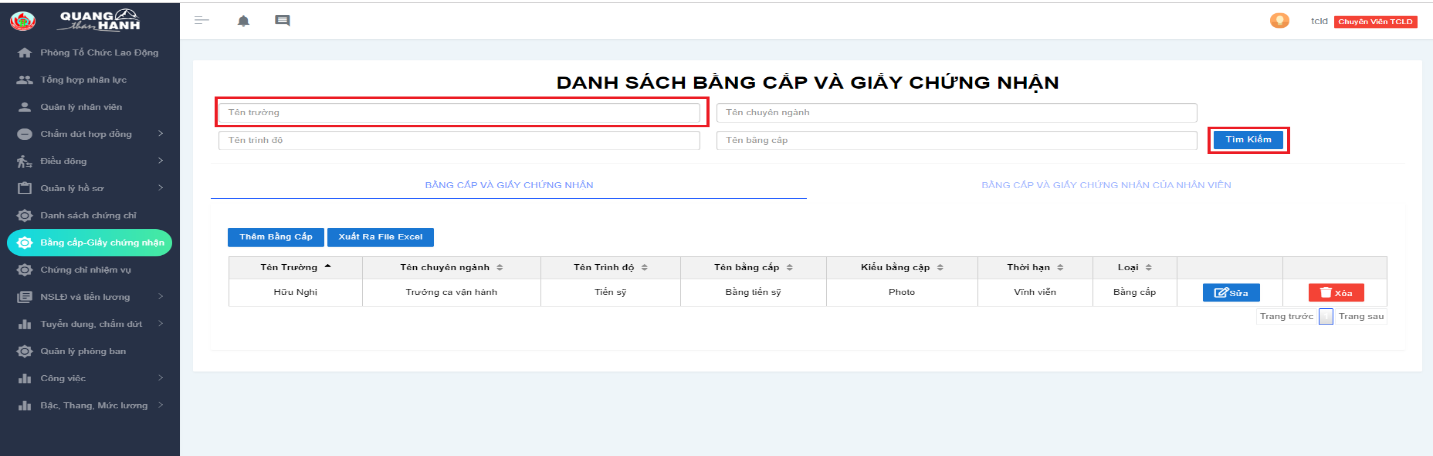 QUANG
than HANH
tcld Chuyên Viên TCLD
Phòng Tổ Chức Lao Động
Tổng hợp nhân lực
Quản lý nhân viên
Chấm dứt hợp đồng
Điều động
Quản lý hồ sơ
Danh sách chứng chỉ
Bằng cấp-Giấy chứng nhận
Chứng chỉ nhiệm vụ
NSLĐ và tiền lương
Tuyển dụng, chấm dứt
Quản lý phòng ban
Công việc
Bậc, Thang, Mức lương
DANH SÁCH BẰNG CẤP VÀ GIẤY CHỨNG NHẬN
Tên trường Tên chuyên ngành
Tên trình độ Tên bằng cấp Tìm Kiếm
BẰNG CẤP VÀ GIẤY CHỨNG NHẬN BẰNG CẤP VÀ GIẤY CHỨNG NHẬN CỦA NHÂN VIÊN
Thêm Bằng Cấp Xuất Ra File Excel
Tên Trường Tên chuyên ngành Tên Trình độ Tên bằng cấp Kiểu bằng cập Thời hạn Loại
Hữu Nghị Trưởng ca vận hành Tiến sỹ Bằng tiến sỹ Photo Vĩnh viễn Bằng cấp Sửa Xóa
Trang trước 1 Trang sau